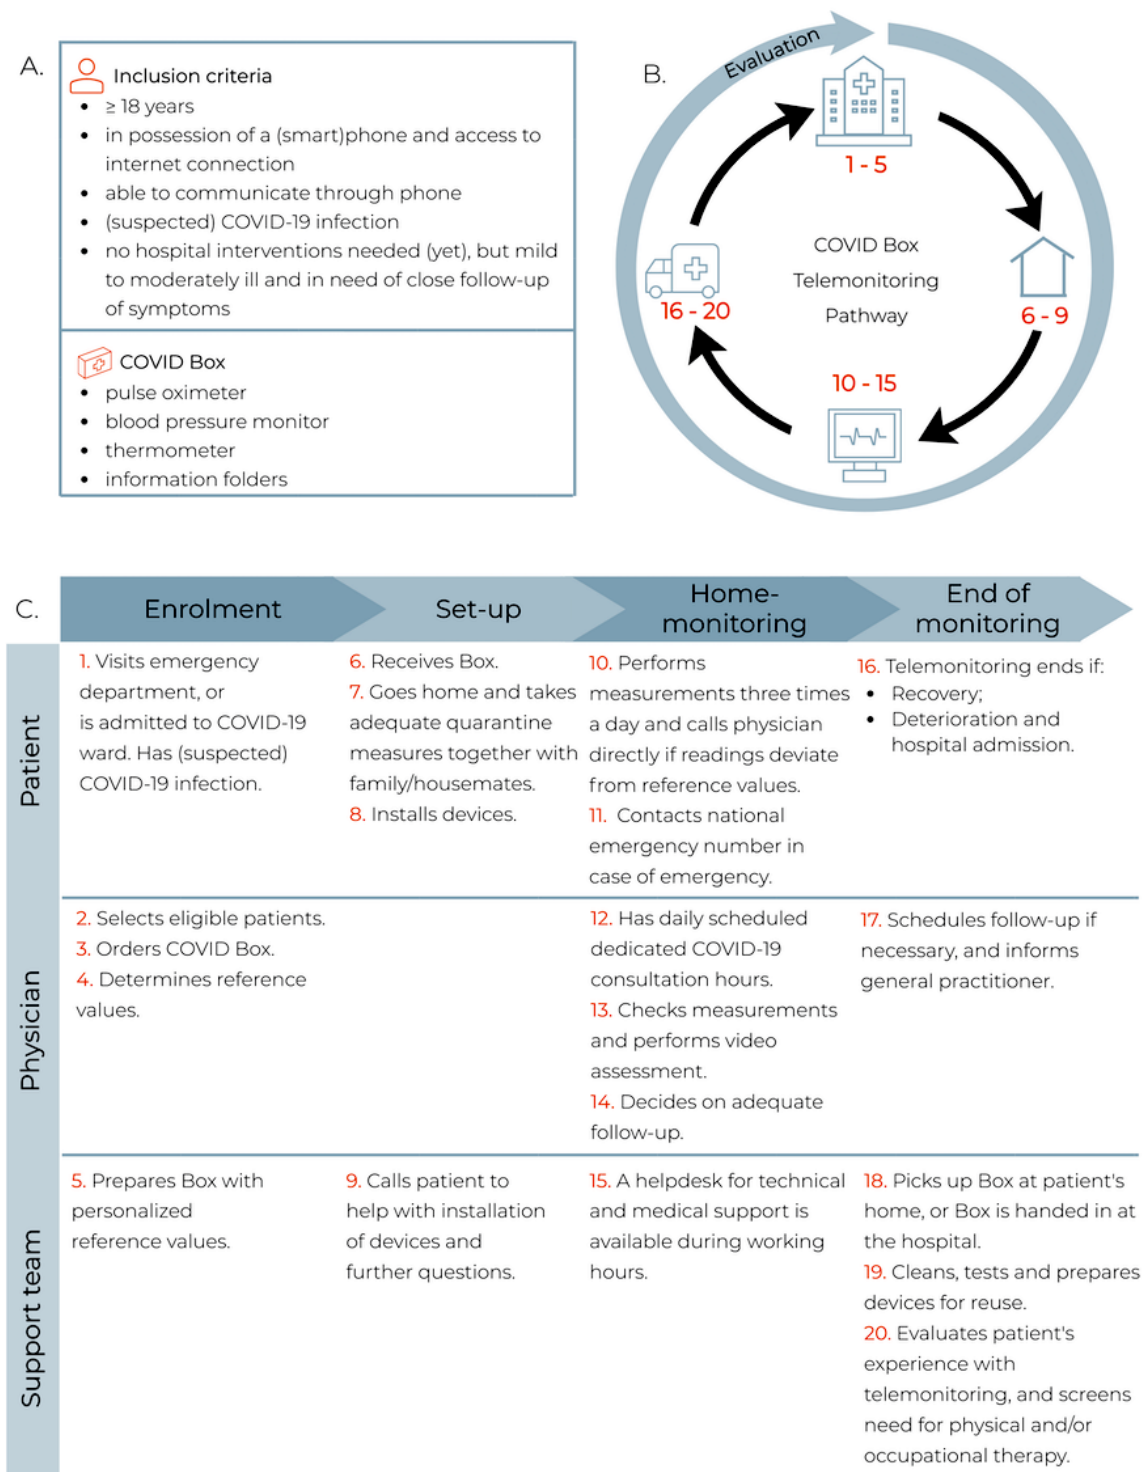 A.
Inclusion criteria
• ≥ 18 years
• in possession of a (smart)phone and access to
internet connection
• able to communicate through phone
• (suspected) COVID-19 infection
• no hospital interventions needed (yet), but mild
to moderately ill and in need of close follow-up
of symptoms
COVID Box
• pulse oximeter
• blood pressure monitor
• thermometer
• information folders
B.
Evaluation
1 - 5
COVID Box
Telemonitoring
Pathway
16 - 20
6 - 9
10 - 15
C.
Enrolment
Set-up
Home-
monitoring
End of
monitoring
Patient
1. Visits emergency
department, or
is admitted to COVID-19
ward. Has (suspected)
COVID-19 infection.
6. Receives Box.
7. Goes home and takes
adequate quarantine
measures together with
family/housemates.
8. Installs devices.
10. Performs
measurements three times
a day and calls physician
directly if readings deviate
from reference values.
11. Contacts national
emergency number in
case of emergency.
16. Telemonitoring ends if:
• Recovery;
• Deterioration and
hospital admission.
Physician
2. Selects eligible patients.
3. Orders COVID Box.
4. Determines reference
values.
12. Has daily scheduled
dedicated COVID-19
consultation hours.
13. Checks measurements
and performs video
assessment.
14. Decides on adequate
follow-up.
17. Schedules follow-up if
necessary, and informs
general practitioner.
Support team
5. Prepares Box with
personalized
reference values.
9. Calls patient to
help with installation
of devices and
further questions.
15. A helpdesk for technical
and medical support is
available during working
hours.
18. Picks up Box at patient's
home, or Box is handed in at
the hospital.
19. Cleans, tests and prepares
devices for reuse.
20. Evaluates patient's
experience with
telemonitoring, and screens
need for physical and/or
occupational therapy.